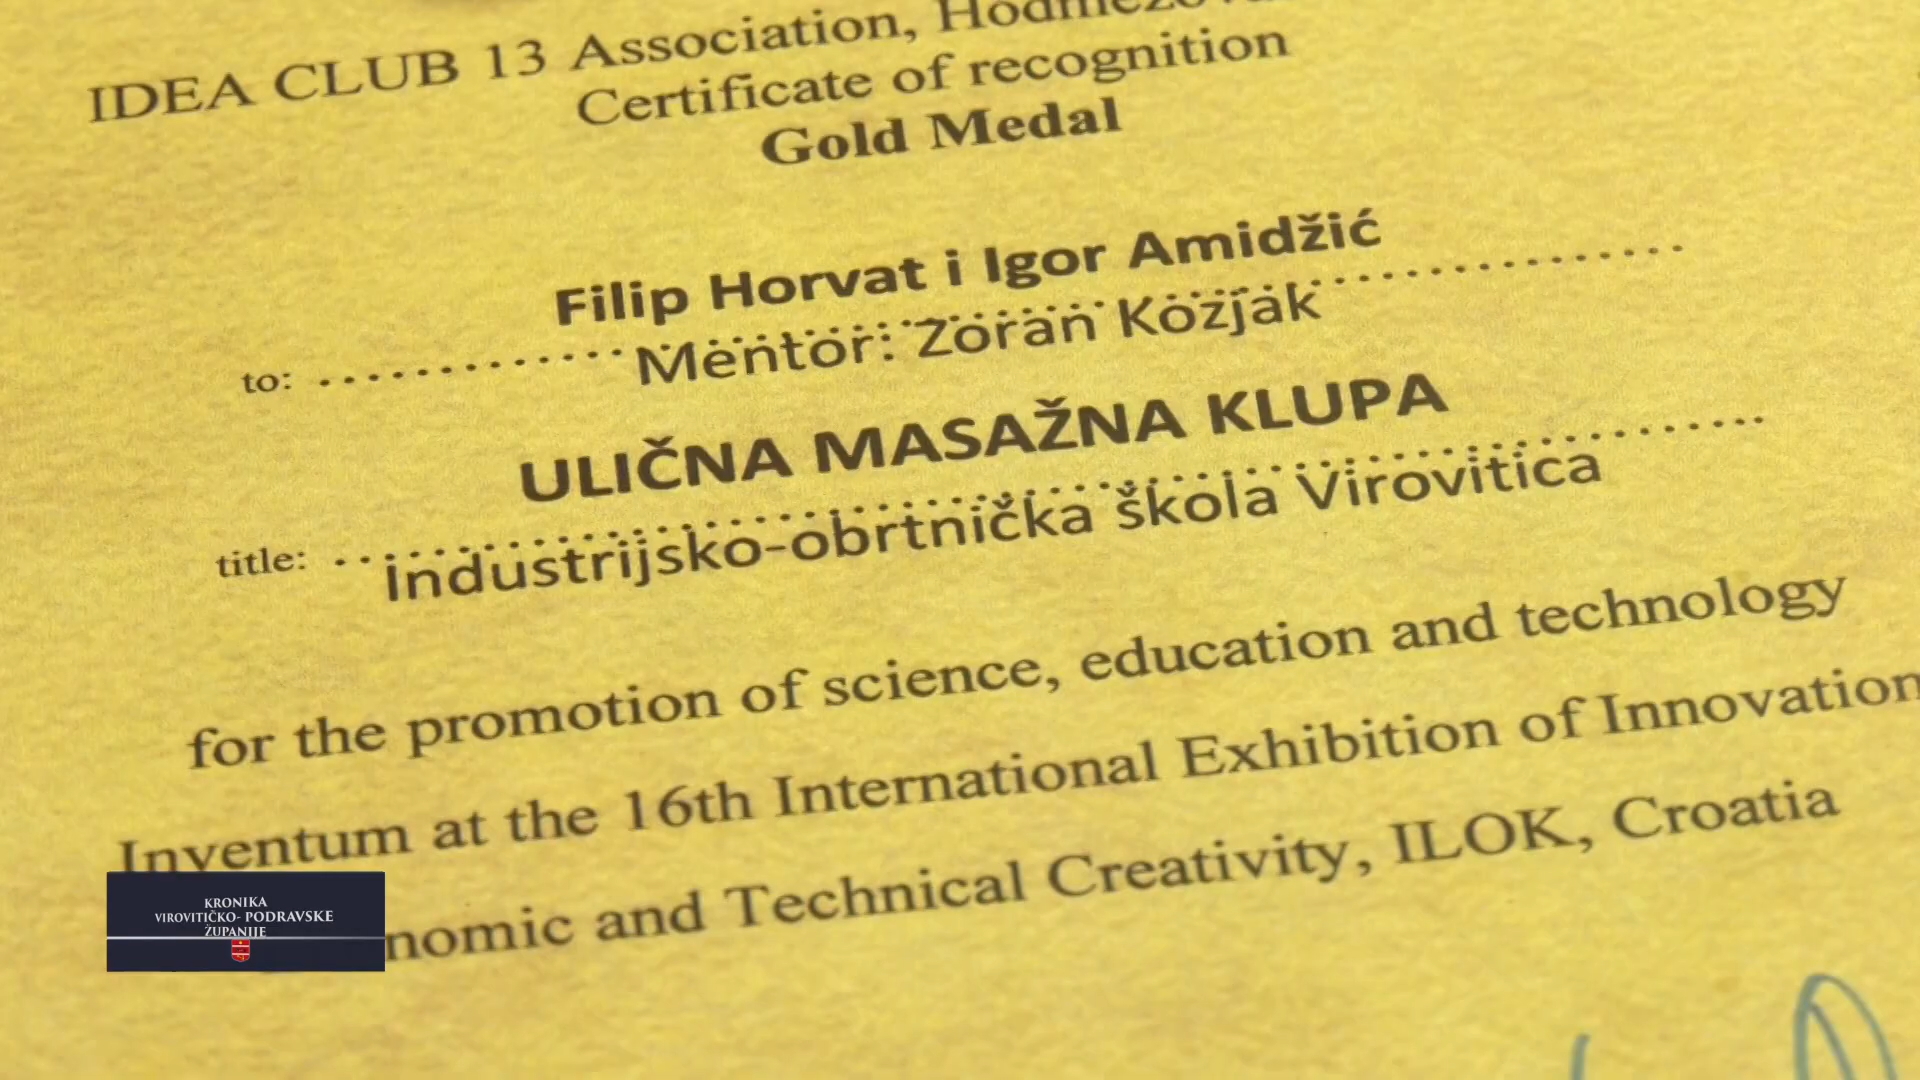 IDEA CLUB 13 Association,
Certificate of recognition
Gold Medal
Filip Horvat i Igor Amidžić
to:
Mentor: Zoran Kozjak
ULIČNA MASAŽNA KLUPA
title:
Industrijsko-obrtnička škola Virovitica
for the promotion of science, education and technology
Inventum at the 16th International Exhibition of Innovation
nomic and Technical Creativity, ILOK, Croatia
KRONIKA
VIROVITIČKO- PODRAVSKE
ŽUPANIJE